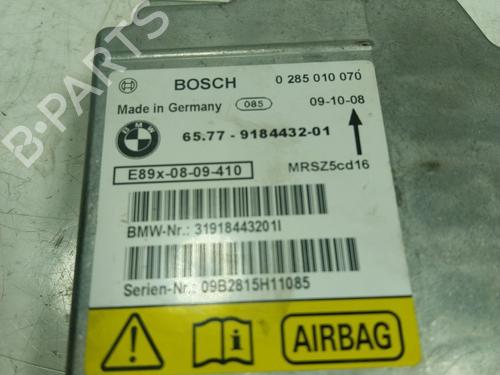 BOSCH 0 285 010 070
Made in Germany 085 09-10-08
BMW 65.77 - 9184432-01
E89x-08-09-410 MRSZ5cd16
BMW-Nr.: 31918443201I
Serien-Nr.: 09B2815H11085
AIRBAG
B-Parts